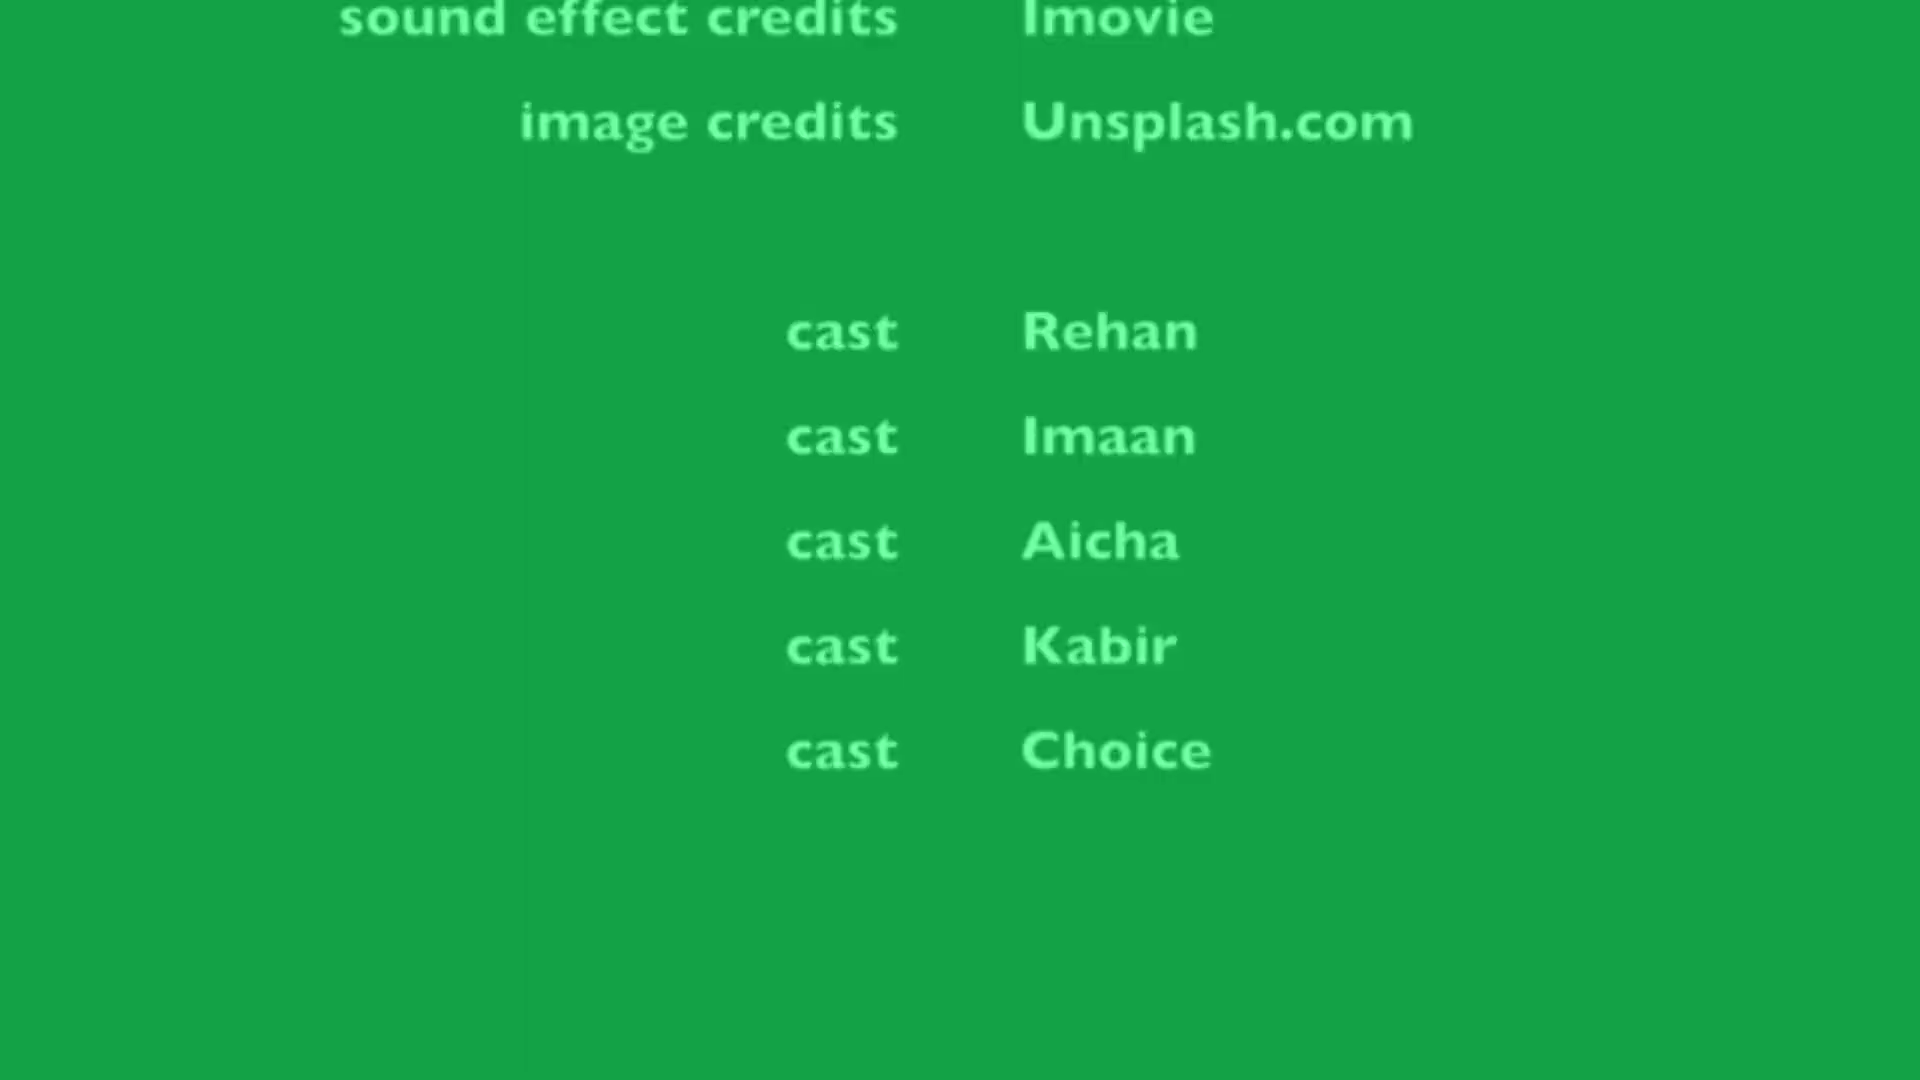 sound effect credits Imovie
image credits Unsplash.com
cast Rehan
cast Imaan
cast Aicha
cast Kabir
cast Choice